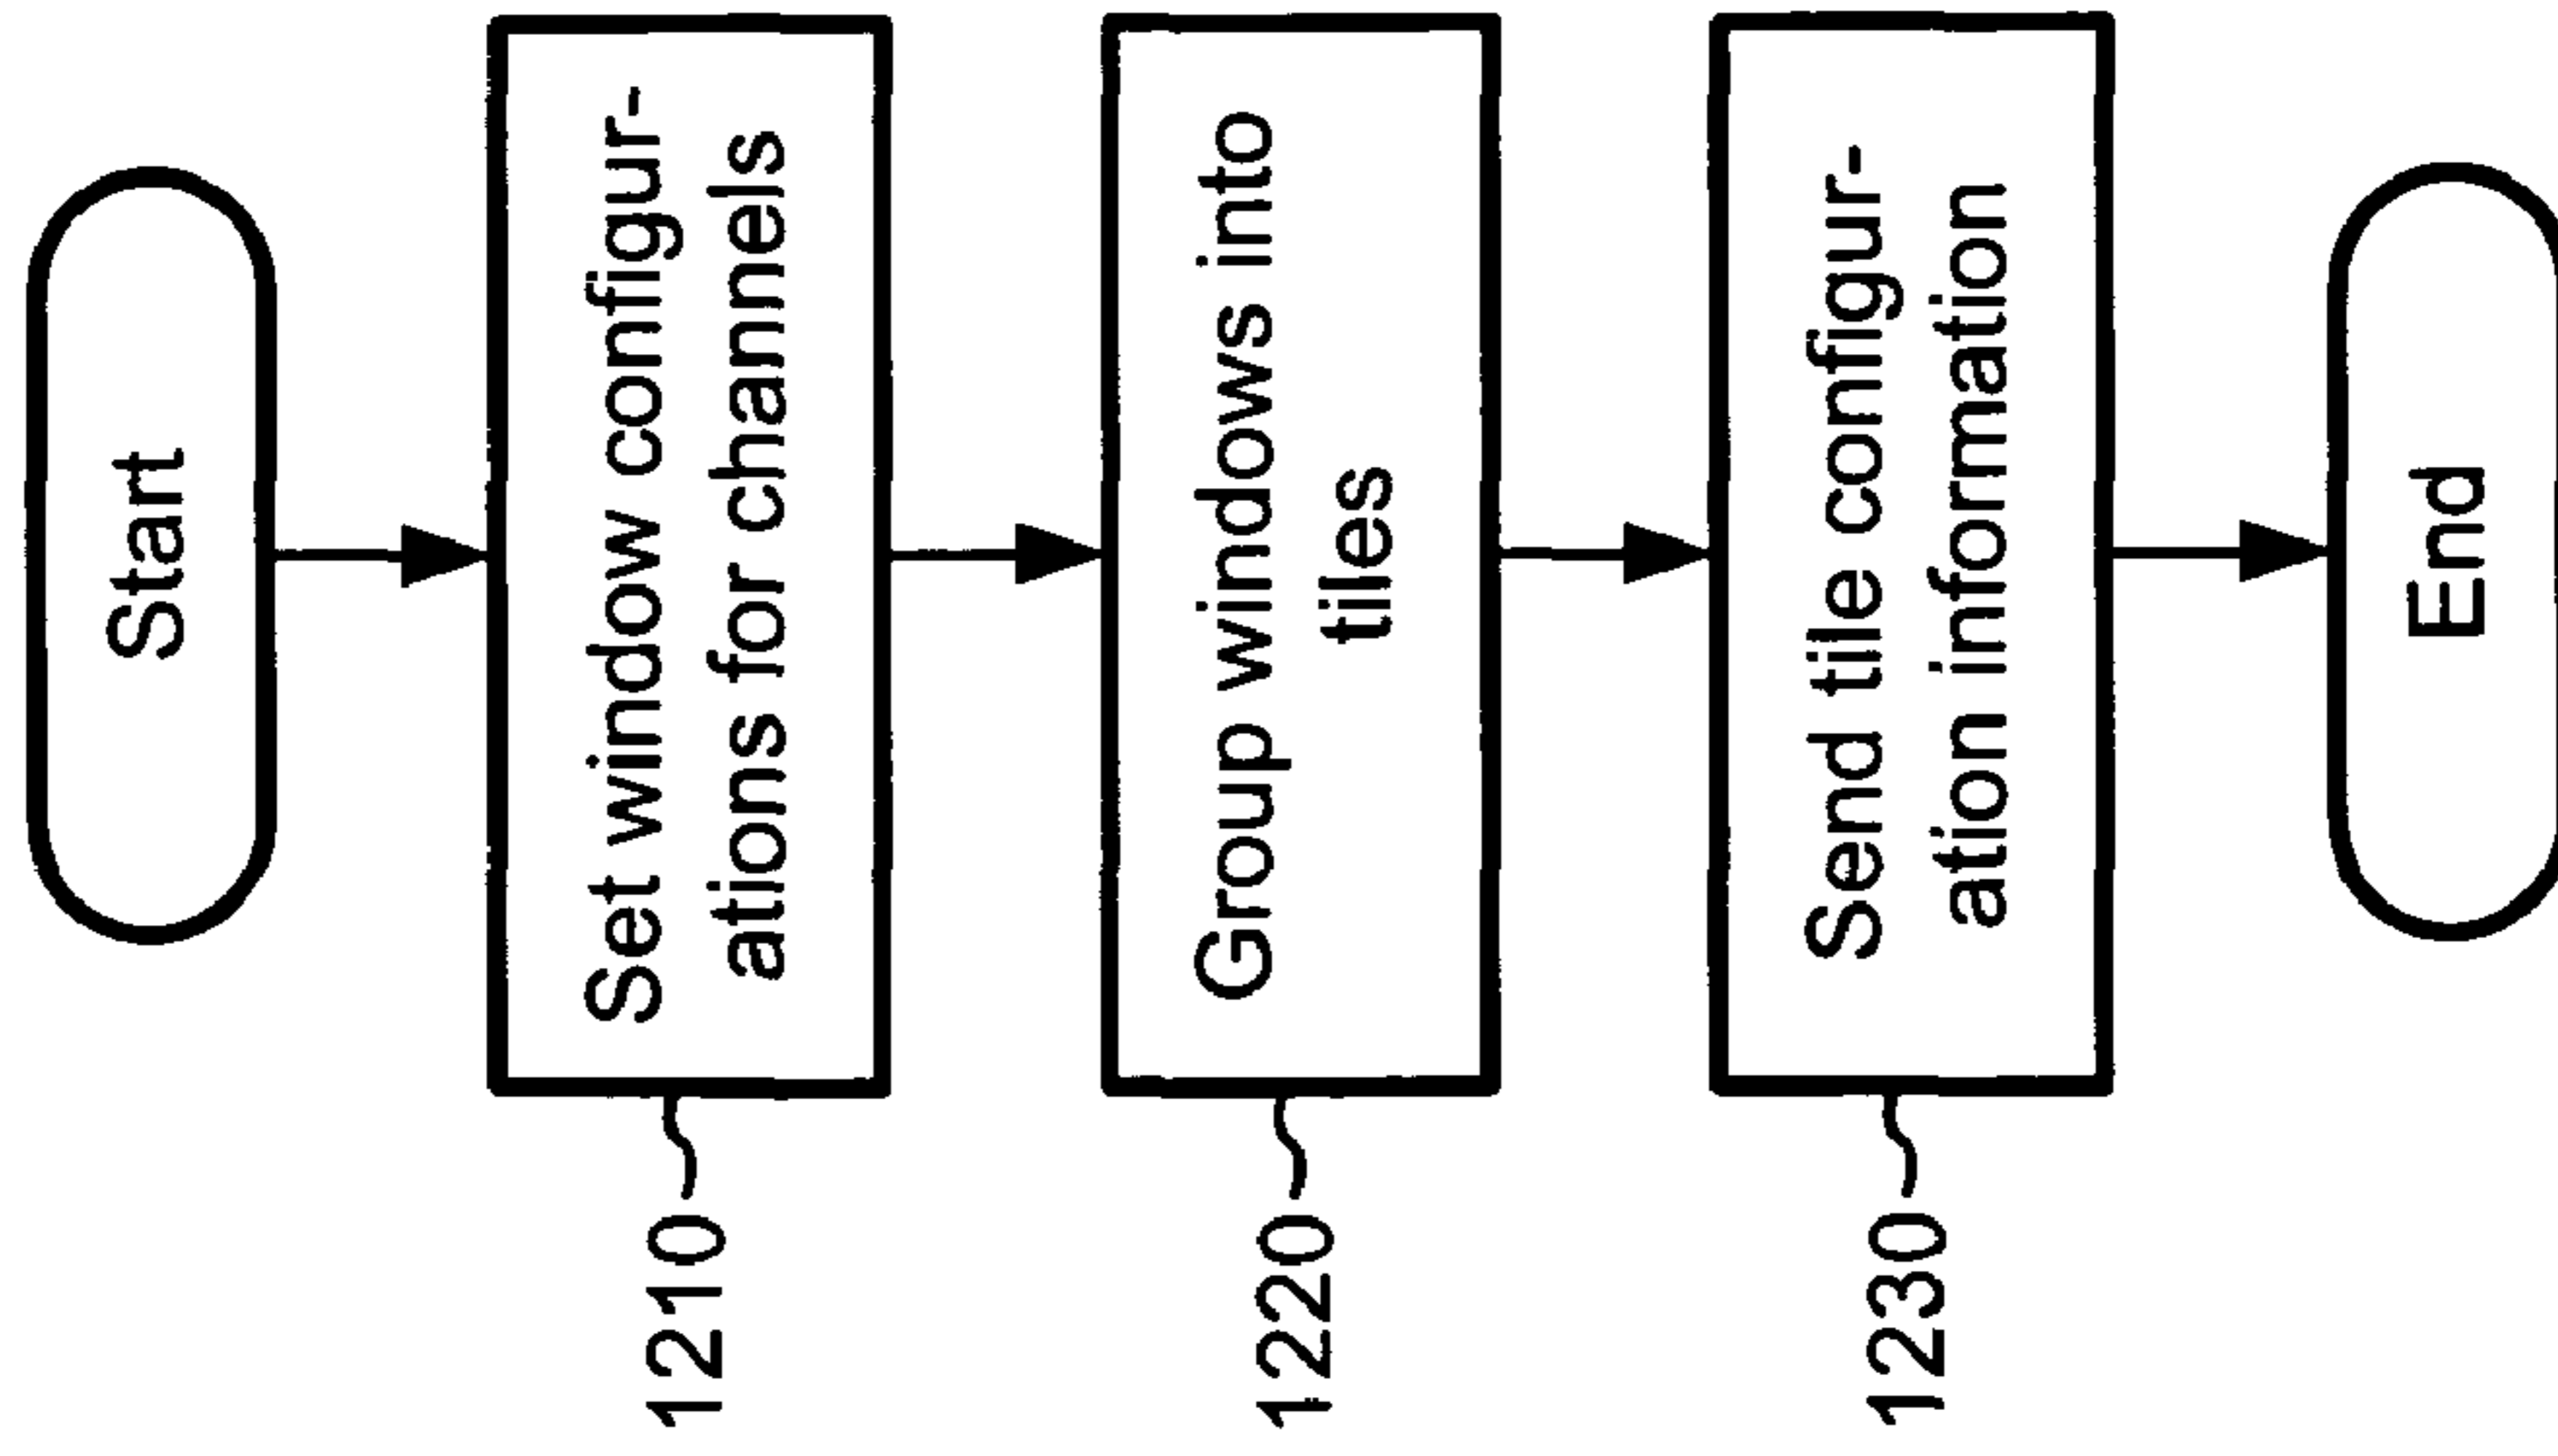 Start
1210
Set window configur-
ations for channels
1220
Group windows into
tiles
1230
Send tile configur-
ation information
End